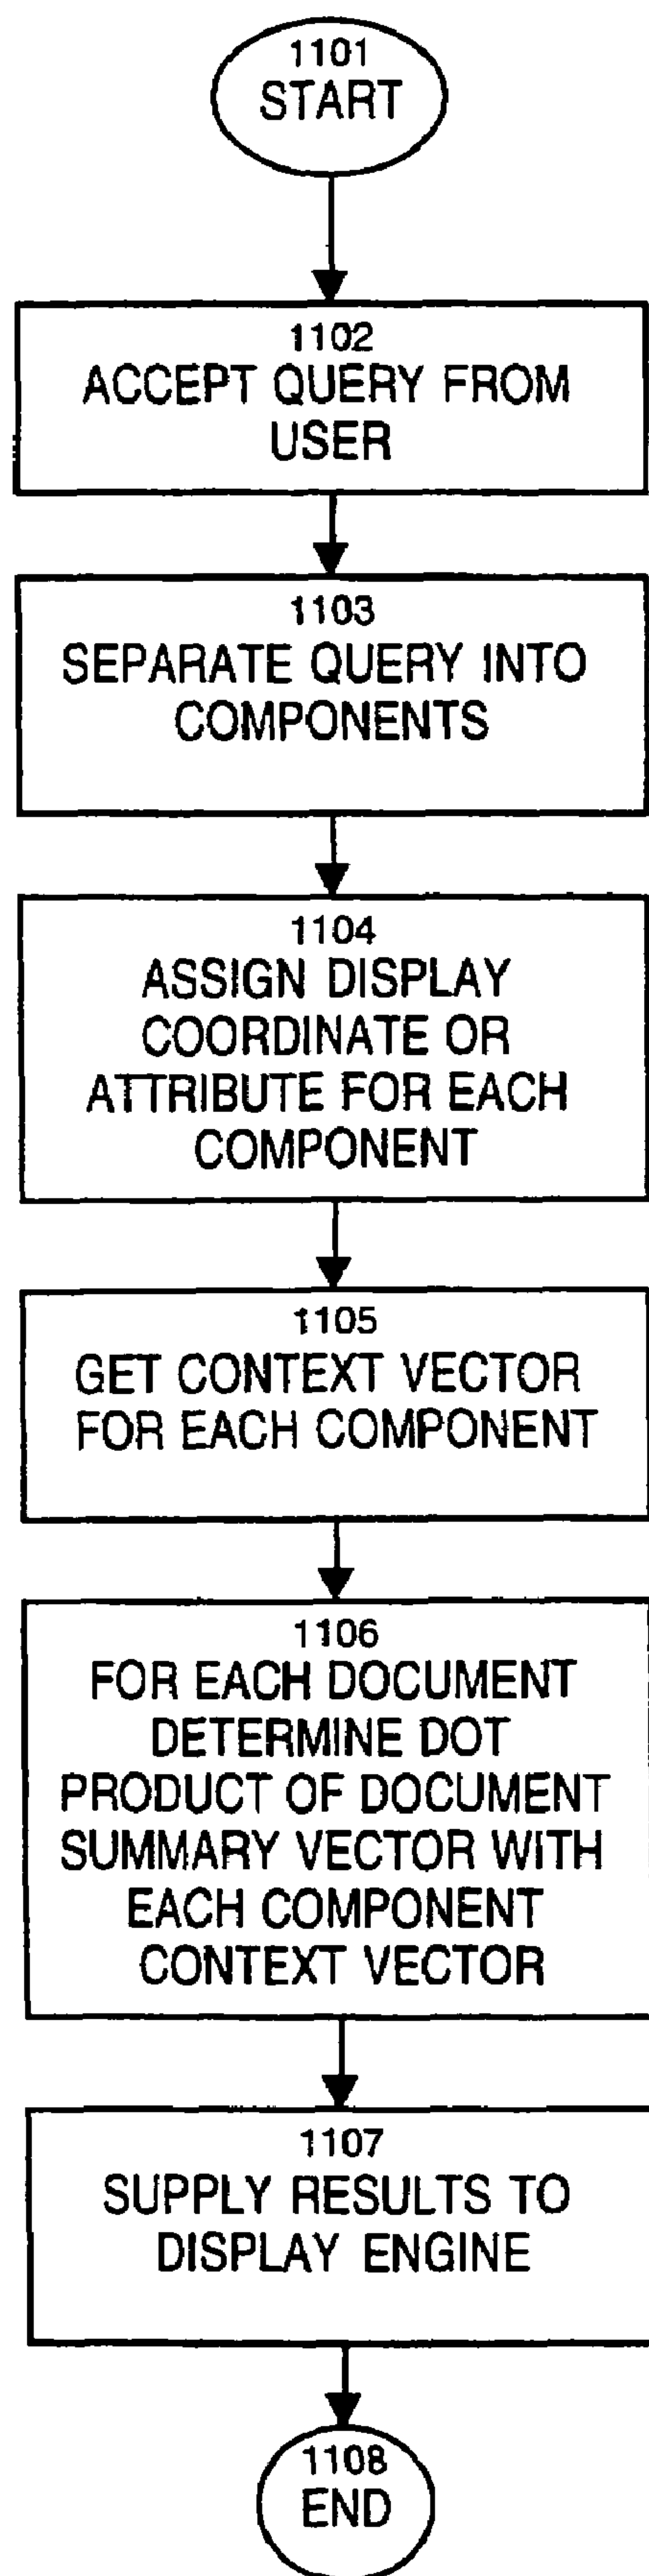 1101
START
1102
ACCEPT QUERY FROM
USER
1103
SEPARATE QUERY INTO
COMPONENTS
1104
ASSIGN DISPLAY
COORDINATE OR
ATTRIBUTE FOR EACH
COMPONENT
1105
GET CONTEXT VECTOR
FOR EACH COMPONENT
1106
FOR EACH DOCUMENT
DETERMINE DOT
PRODUCT OF DOCUMENT
SUMMARY VECTOR WITH
EACH COMPONENT
CONTEXT VECTOR
1107
SUPPLY RESULTS TO
DISPLAY ENGINE
1108
END